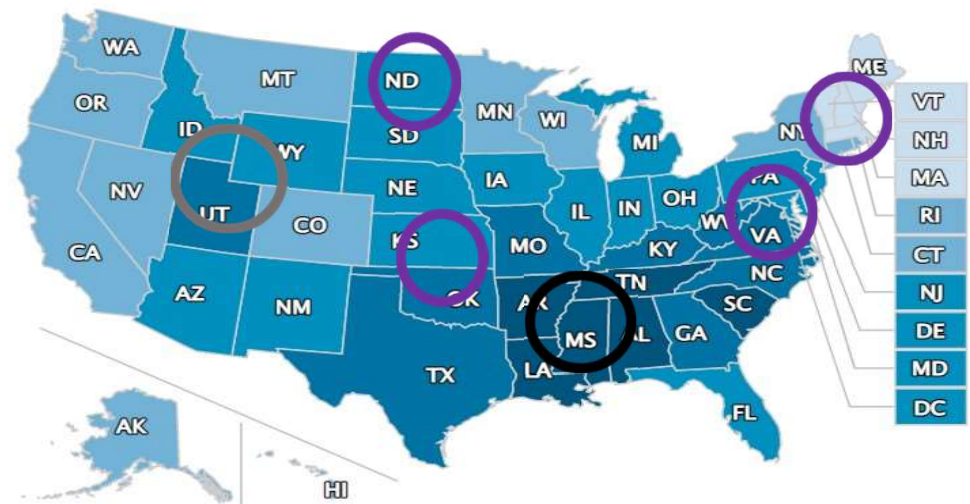 WA
ME
MT
ND
VT
OR
MN
ID
WI
NY
NH
SD
MI
WY
MA
PA
IA
NE
RI
NV
OH
UT
IL
IN
CO
WV
VA
CT
KS
MO
KY
CA
NC
NJ
TN
AZ
OK
AR
NM
SC
DE
MS
AL
GA
MD
LA
TX
DC
FL
AK
HI